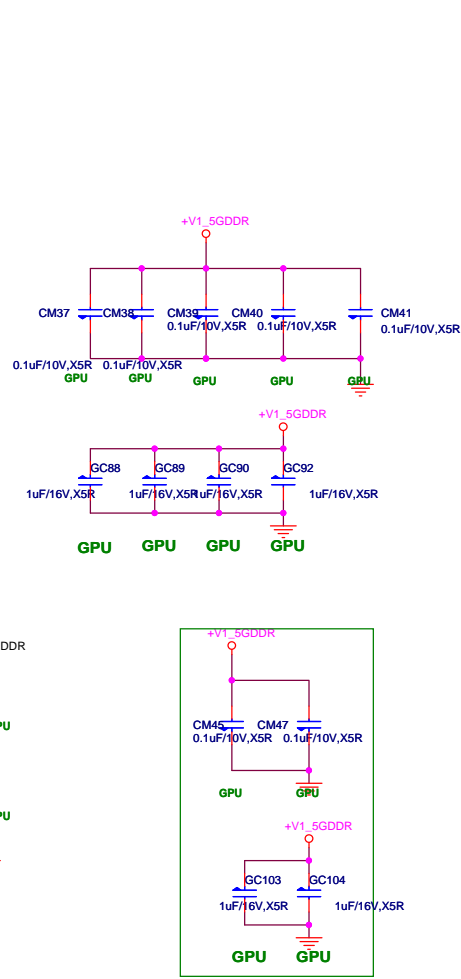 +V1_5GDDR
CM37 CM38 CM39 CM40 CM41
0.1uF/10V,X5R 0.1uF/10V,X5R 0.1uF/10V,X5R
0.1uF/10V,X5R 0.1uF/10V,X5R
GPU GPU GPU GPU GPU
+V1_5GDDR
GC88 GC89 GC90 GC92
1uF/16V,X5R 1uF/16V,X5R 1uF/16V,X5R 1uF/16V,X5R
GPU GPU GPU GPU
+V1_5GDDR
DDR
CM45 CM47
PU
0.1uF/10V,X5R 0.1uF/10V,X5R
GPU GPU
PU
+V1_5GDDR
GC103 GC104
1uF/16V,X5R 1uF/16V,X5R
GPU GPU